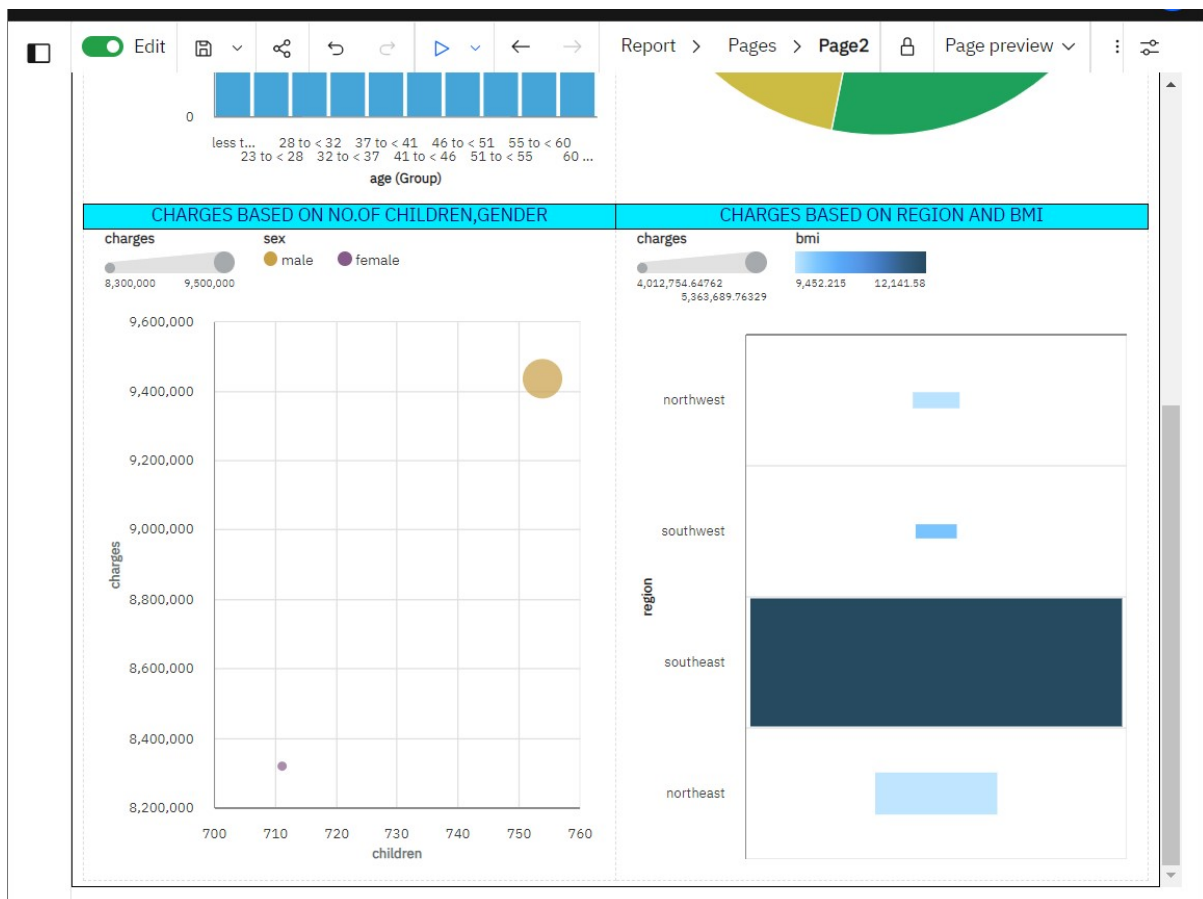 Edit
Report > Pages > Page2
Page preview
0
less t... 28 to < 32 37 to < 41 46 to < 51 55 to < 60
23 to < 28 32 to < 37 41 to < 46 51 to < 55 60 ...
age (Group)
CHARGES BASED ON NO.OF CHILDREN,GENDER
charges
8,300,000 9,500,000
sex
male female
9,600,000
9,400,000
9,200,000
9,000,000
8,800,000
8,600,000
8,400,000
8,200,000
charges
700 710 720 730 740 750 760
children
CHARGES BASED ON REGION AND BMI
charges
4,012,754.64762
5,363,689.76329
bmi
9,452.215 12,141.58
northwest
southwest
region
southeast
northeast